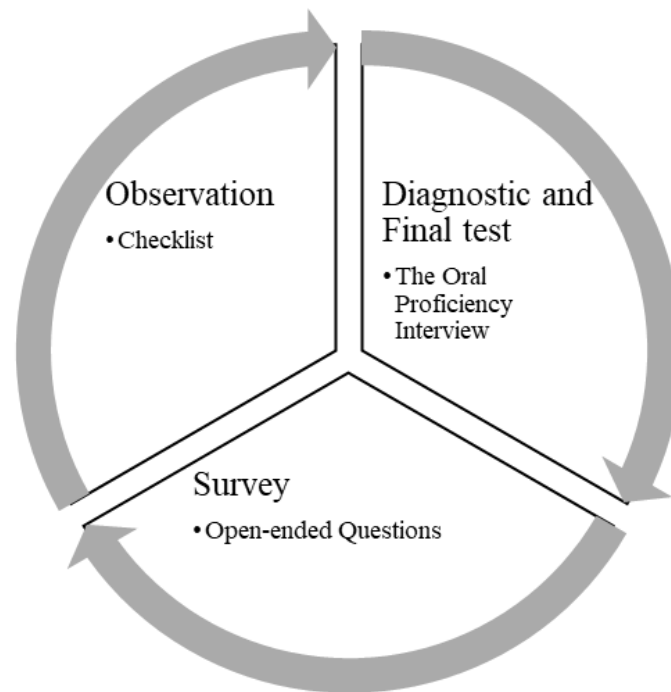 Observation
• Checklist
Diagnostic and
Final test
• The Oral
Proficiency
Interview
Survey
• Open-ended Questions